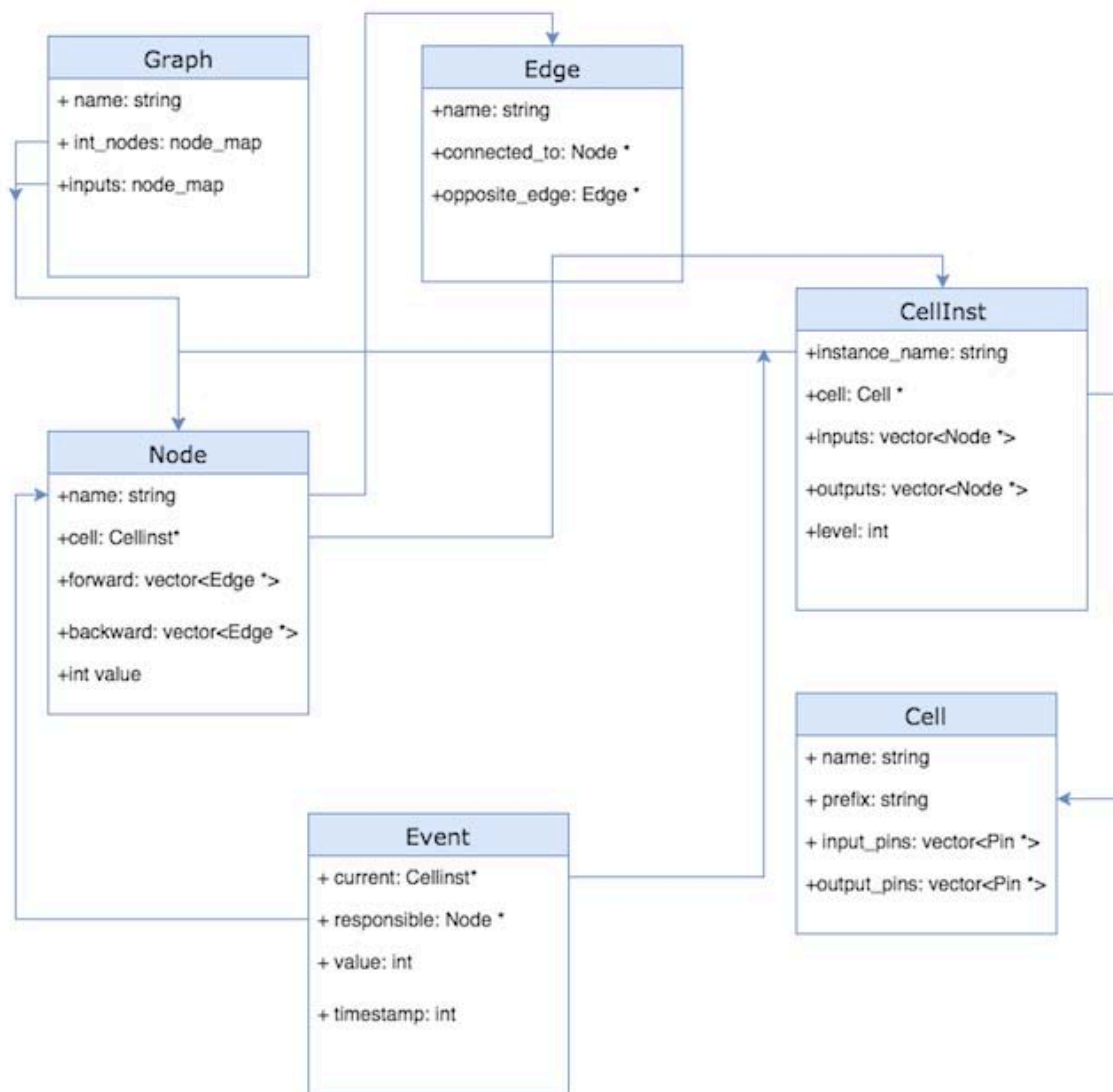 Graph
+ name: string
+ int_nodes: node_map
+inputs: node_map
Edge
+name: string
+connected_to: Node *
+opposite_edge: Edge *
CellInst
+instance_name: string
+cell: Cell *
+inputs: vector<Node *>
+outputs: vector<Node *>
+level: int
Node
+name: string
+cell: Cellinst*
+forward: vector<Edge *>
+backward: vector<Edge *>
+int value
Cell
+ name: string
+ prefix: string
+ input_pins: vector<Pin *>
+output_pins: vector<Pin *>
Event
+ current: Cellinst*
+ responsible: Node *
+ value: int
+ timestamp: int